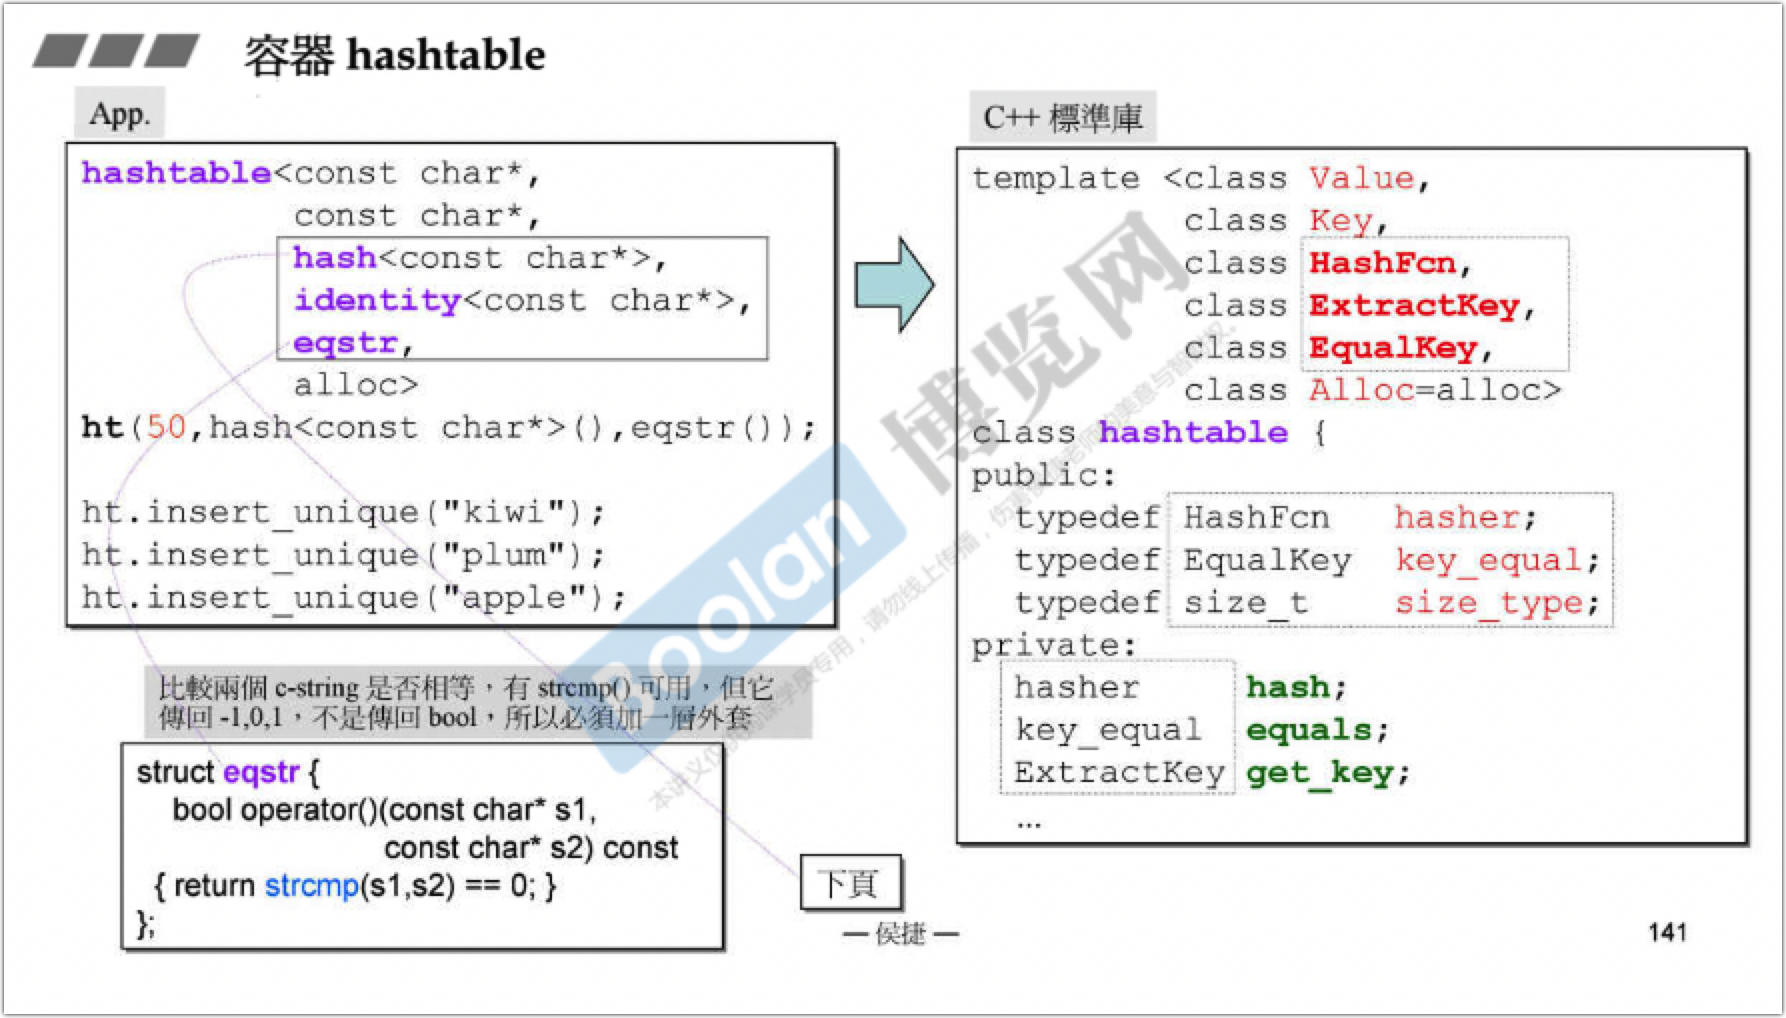 容器 hashtable
App.
hashtable<const char*,
const char*,
hash<const char*>,
identity<const char*>,
eqstr,
alloc>
ht(50,hash<const char*>(),eqstr());
ht.insert_unique("kiwi");
ht.insert_unique("plum");
ht.insert_unique("apple");
比較兩個 c-string 是否相等，有 strcmp() 可用，但它
傳回 -1,0,1，不是傳回 bool，所以必須加一層外套
struct eqstr {
bool operator()(const char* s1,
const char* s2) const
{ return strcmp(s1,s2) == 0; }
};
下頁
C++ 標準庫
template <class Value,
class Key,
class HashFcn,
class ExtractKey,
class EqualKey,
class Alloc=alloc>
class hashtable {
public:
typedef HashFcn hasher;
typedef EqualKey key_equal;
typedef size_t size_type;
private:
hasher hash;
key_equal equals;
ExtractKey get_key;
...
Boolan 博览网
— 侯捷 —
141